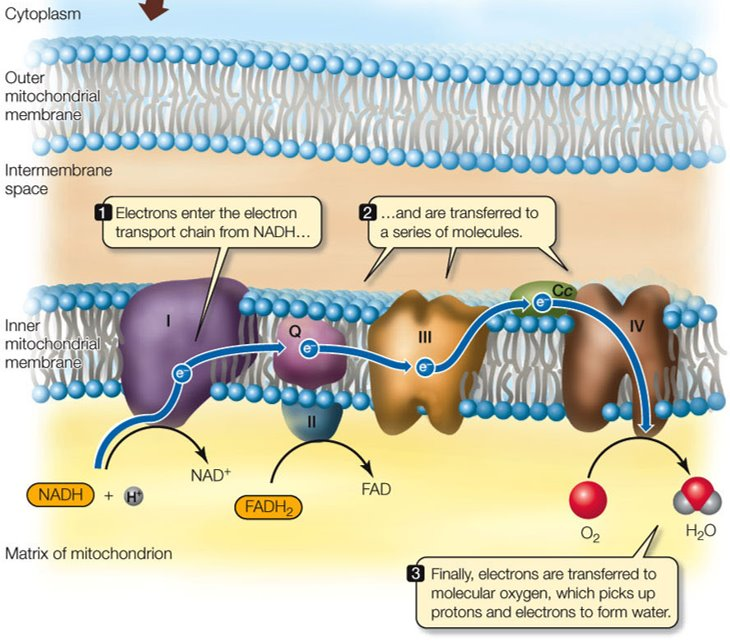 Cytoplasm
Outer
mitochondrial
membrane
Intermembrane
space
1 Electrons enter the electron
transport chain from NADH…
2 …and are transferred to
a series of molecules.
Inner
mitochondrial
membrane
I
Q
II
III
Cc
IV
e–
e–
e–
e–
NADH + H+
NAD+
FADH2
FAD
O2
H2O
Matrix of mitochondrion
3 Finally, electrons are transferred to
molecular oxygen, which picks up
protons and electrons to form water.